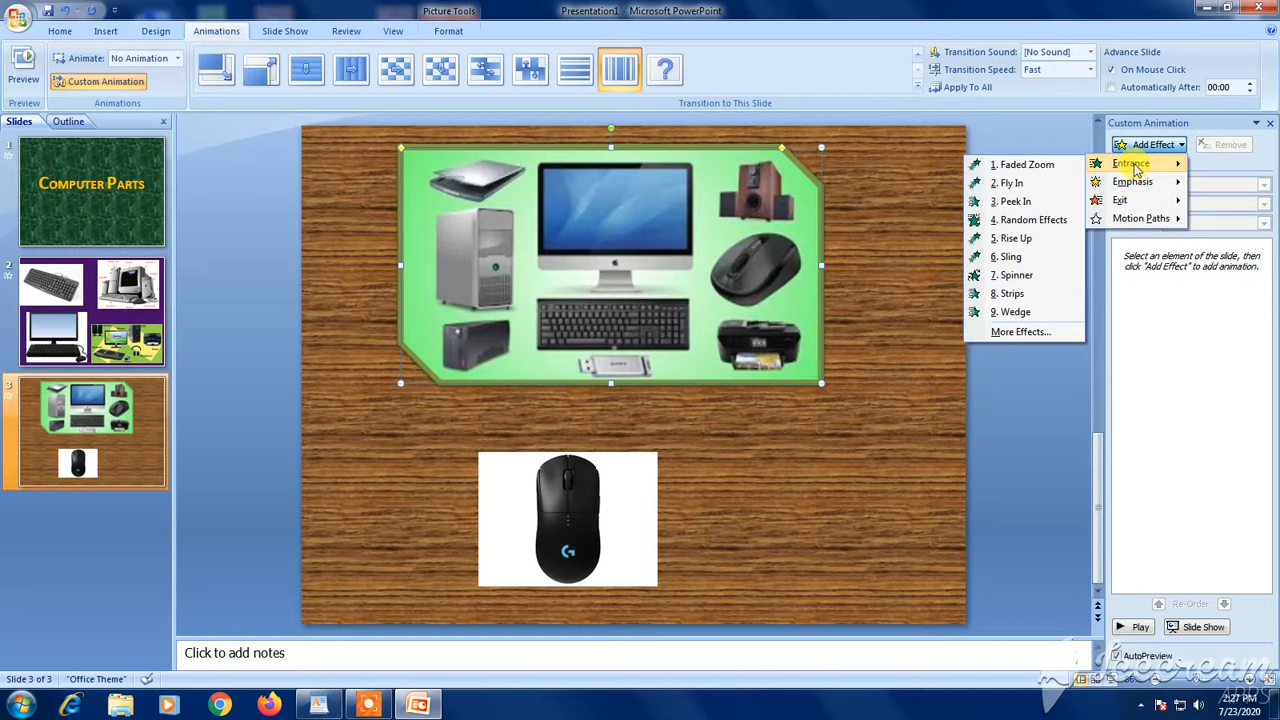 Picture Tools
Presentation1 - Microsoft PowerPoint
Home Insert Design Animations Slide Show Review View Format
Preview
Animate: No Animation
Custom Animation
Transition Sound: [No Sound]
Transition Speed: Fast
Apply To All
Advance Slide
On Mouse Click
Automatically After: 00:00
Preview Animations Transition to This Slide
Slides Outline
1
COMPUTER PARTS
2
3
Custom Animation
Add Effect Remove
Entrance
Emphasis
Exit
Motion Paths
1. Faded Zoom
2. Fly In
3. Peek In
4. Random Effects
5. Rise Up
6. Sling
7. Spinner
8. Strips
9. Wedge
More Effects...
Select an element of the slide, then
click "Add Effect" to add animation.
Re-Order
Play Slide Show
AutoPreview
Click to add notes
Slide 3 of 3 "Office Theme"
Icecream
APPS
2:27 PM
7/23/2020